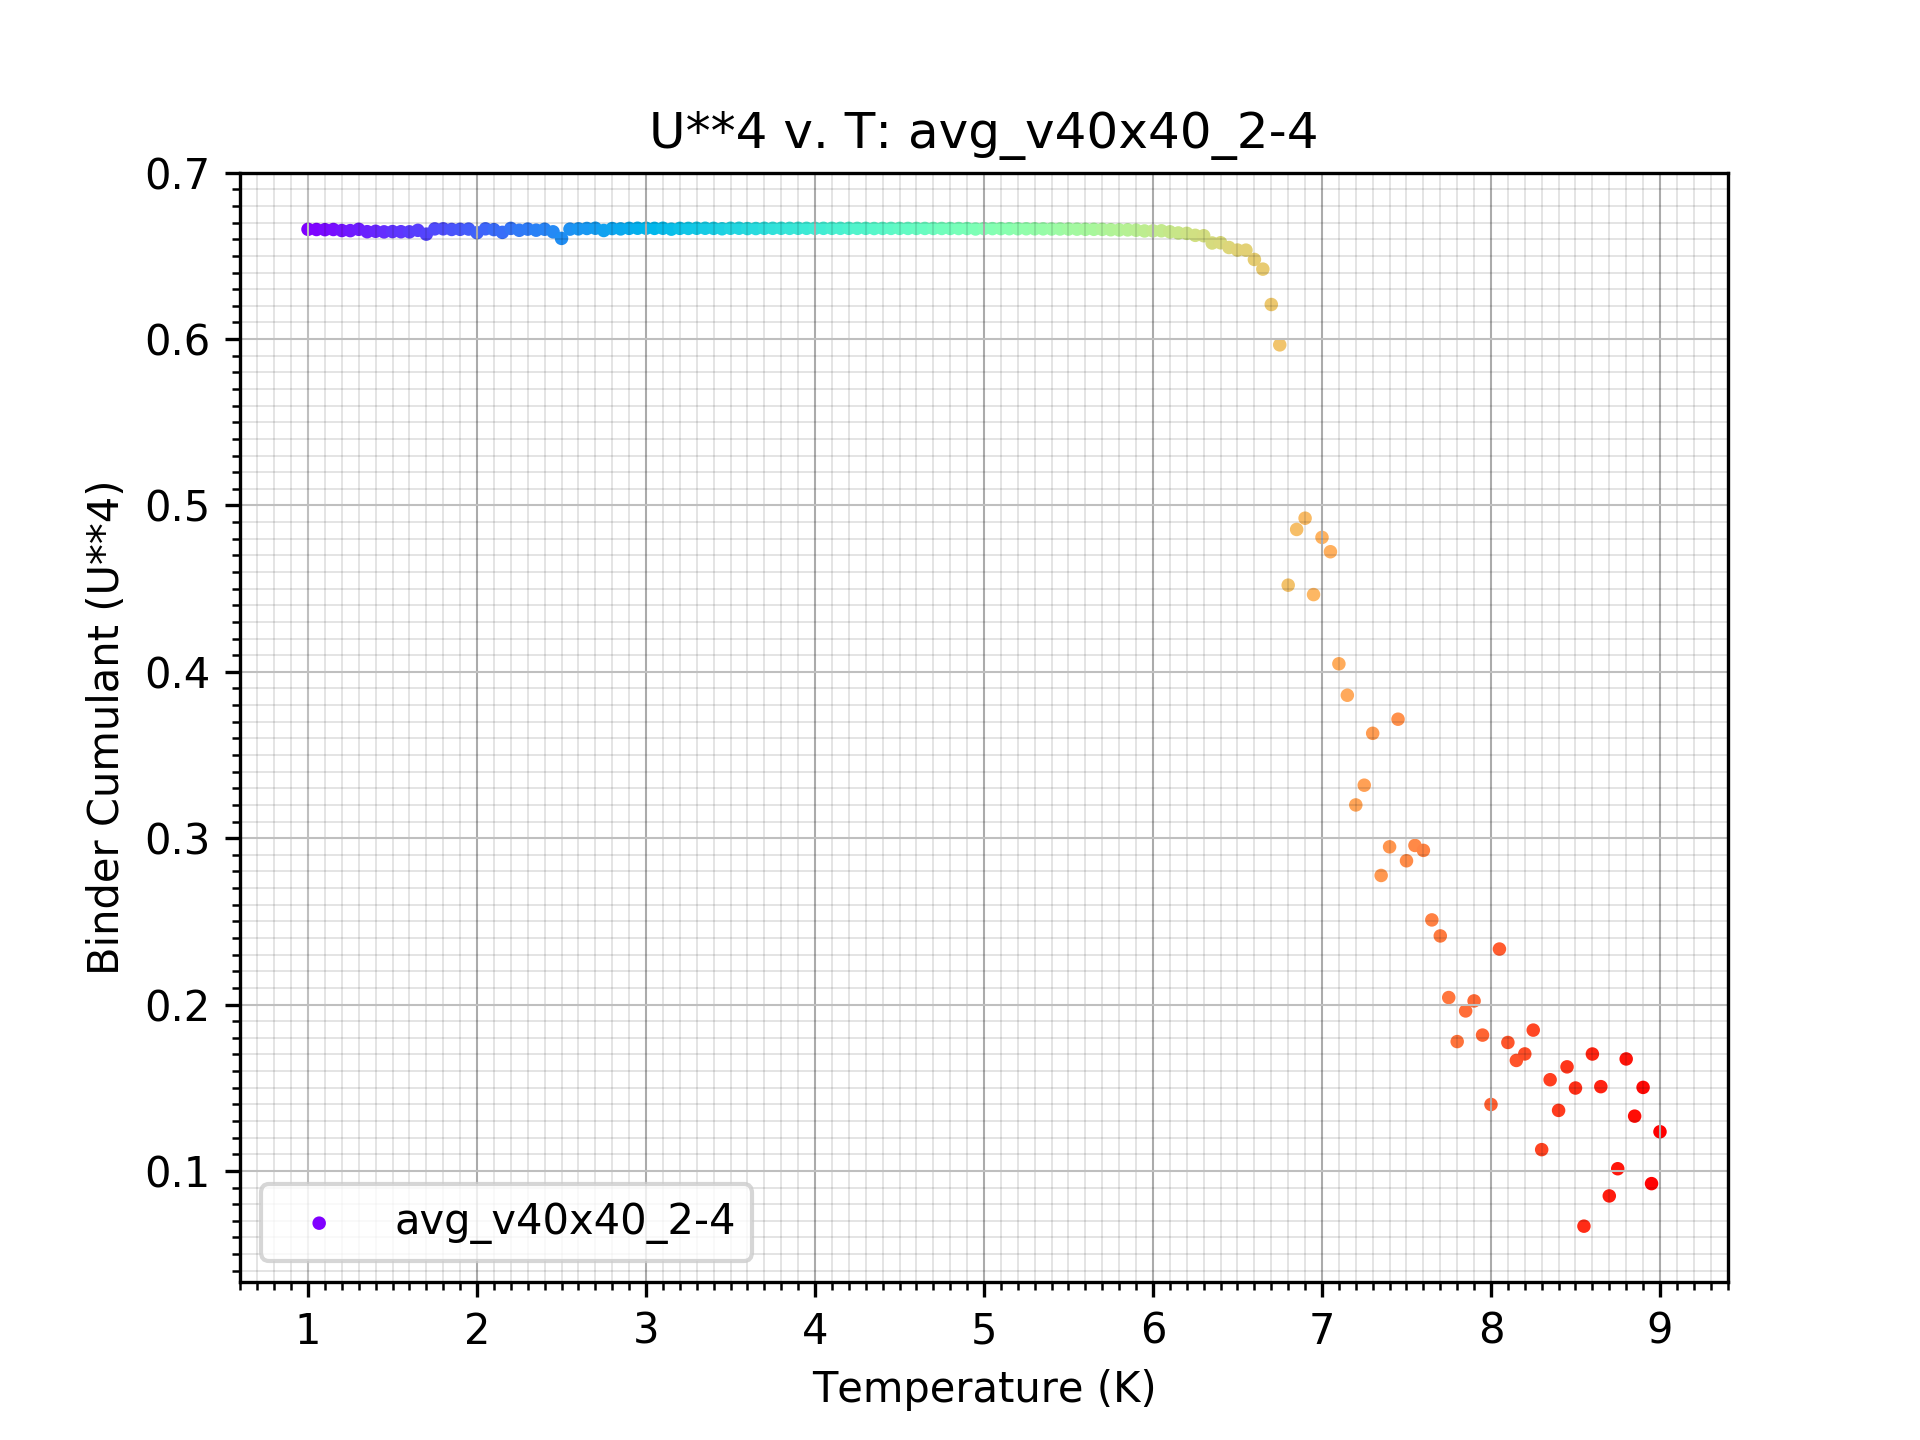 U**4 v. T: avg_v40x40_2-4
0.7
0.6
0.5
0.4
0.3
0.2
0.1
Binder Cumulant (U**4)
avg_v40x40_2-4
1 2 3 4 5 6 7 8 9
Temperature (K)